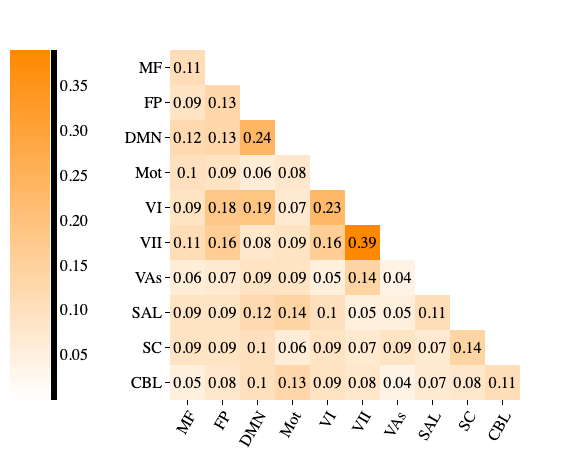 0.35
0.30
0.25
0.20
0.15
0.10
0.05
MF 0.11
FP 0.09 0.13
DMN 0.12 0.13 0.24
Mot 0.1 0.09 0.06 0.08
VI 0.09 0.18 0.19 0.07 0.23
VII 0.11 0.16 0.08 0.09 0.16 0.39
VAs 0.06 0.07 0.09 0.09 0.05 0.14 0.04
SAL 0.09 0.09 0.12 0.14 0.1 0.05 0.05 0.11
SC 0.09 0.09 0.1 0.06 0.09 0.07 0.09 0.07 0.14
CBL 0.05 0.08 0.1 0.13 0.09 0.08 0.04 0.07 0.08 0.11
MF FP DMN Mot VI VII VAs SAL SC CBL